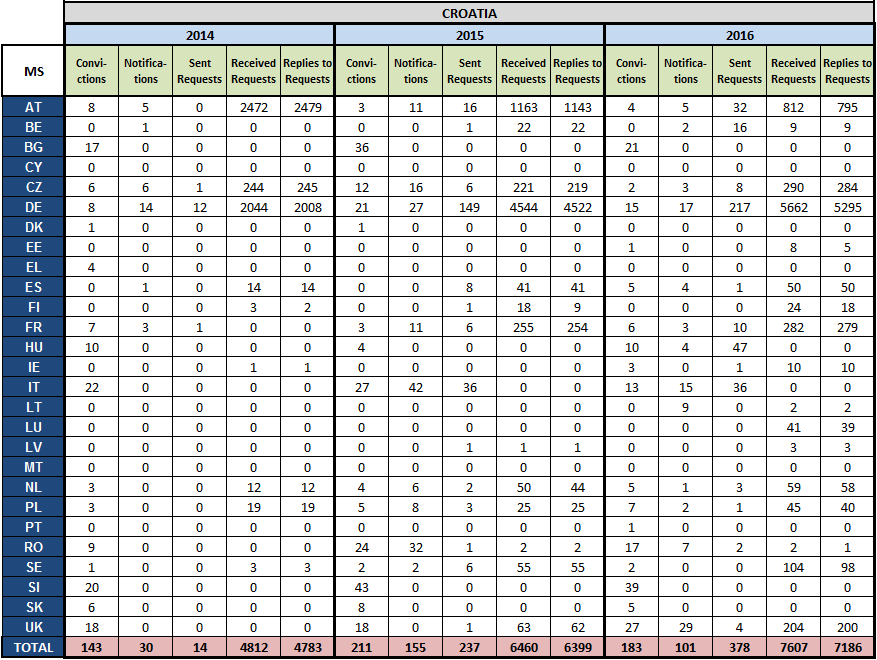 CROATIA
2014 2015 2016
MS Convi- Notifica- Sent Received Replies to Convi- Notifica- Sent Received Replies to Convi- Notifica- Sent Received Replies to
ctions tions Requests Requests Requests ctions tions Requests Requests Requests ctions tions Requests Requests Requests
AT 8 5 0 2472 2479 3 11 16 1163 1143 4 5 32 812 795
BE 0 1 0 0 0 0 0 1 22 22 0 2 16 9 9
BG 17 0 0 0 0 36 0 0 0 0 21 0 0 0 0
CY 0 0 0 0 0 0 0 0 0 0 0 0 0 0 0
CZ 6 6 1 244 245 12 16 6 221 219 2 3 8 290 284
DE 8 14 12 2044 2008 21 27 149 4544 4522 15 17 217 5662 5295
DK 1 0 0 0 0 1 0 0 0 0 0 0 0 0 0
EE 0 0 0 0 0 0 0 0 0 0 1 0 0 8 5
EL 4 0 0 0 0 0 0 0 0 0 0 0 0 0 0
ES 0 1 0 14 14 0 0 8 41 41 5 4 1 50 50
FI 0 0 0 3 2 0 0 1 18 9 0 0 0 24 18
FR 7 3 1 0 0 3 11 6 255 254 6 3 10 282 279
HU 10 0 0 0 0 4 0 0 0 0 10 4 47 0 0
IE 0 0 0 1 1 0 0 0 0 0 3 0 1 10 10
IT 22 0 0 0 0 27 42 36 0 0 13 15 36 0 0
LT 0 0 0 0 0 0 0 0 0 0 0 9 0 2 2
LU 0 0 0 0 0 0 0 0 0 0 0 0 0 41 39
LV 0 0 0 0 0 0 0 1 1 1 0 0 0 3 3
MT 0 0 0 0 0 0 0 0 0 0 0 0 0 0 0
NL 3 0 0 12 12 4 6 2 50 44 5 1 3 59 58
PL 3 0 0 19 19 5 8 3 25 25 7 2 1 45 40
PT 0 0 0 0 0 0 0 0 0 0 1 0 0 0 0
RO 9 0 0 0 0 24 32 1 2 2 17 7 2 2 1
SE 1 0 0 3 3 2 2 6 55 55 2 0 0 104 98
SI 20 0 0 0 0 43 0 0 0 0 39 0 0 0 0
SK 6 0 0 0 0 8 0 0 0 0 5 0 0 0 0
UK 18 0 0 0 0 18 0 1 63 62 27 29 4 204 200
TOTAL 143 30 14 4812 4783 211 155 237 6460 6399 183 101 378 7607 7186